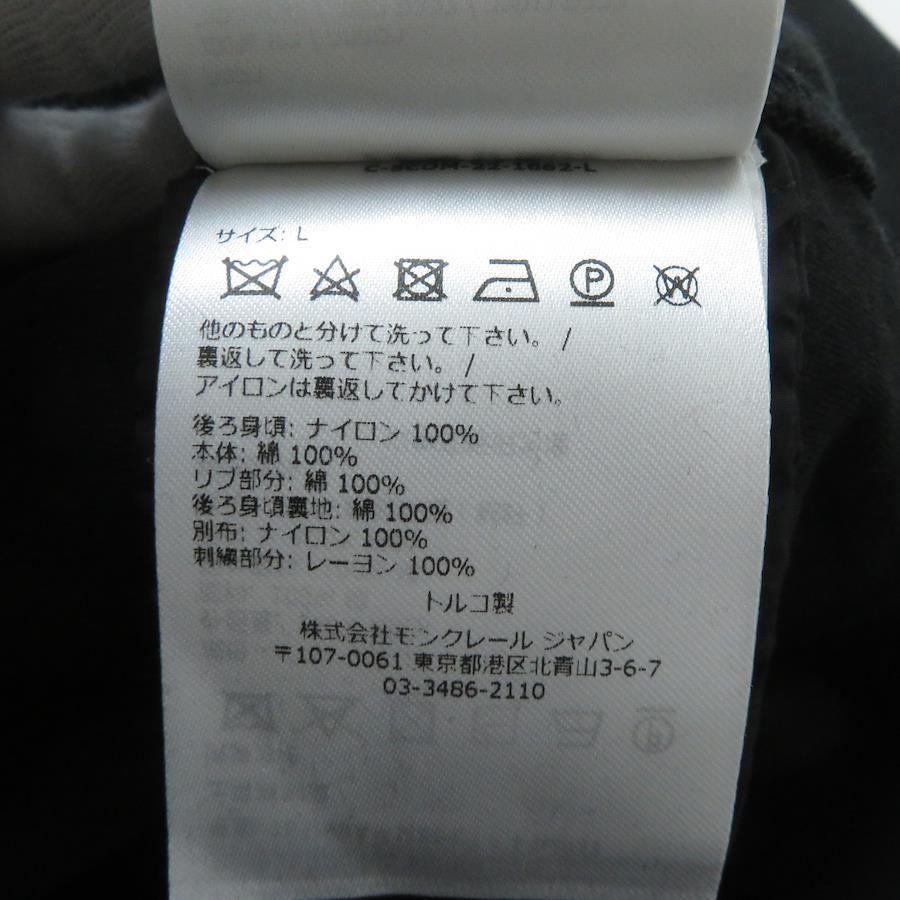 サイズ: L
P W
他のものと分けて洗って下さい。 /
裏返して洗って下さい。 /
アイロンは裏返してかけて下さい。
後ろ身頃: ナイロン 100%
本体: 綿 100%
リブ部分: 綿 100%
後ろ身頃裏地: 綿 100%
別布: ナイロン 100%
刺繍部分: レーヨン 100%
トルコ製
株式会社モンクレール ジャパン
〒107-0061 東京都港区北青山3-6-7
03-3486-2110